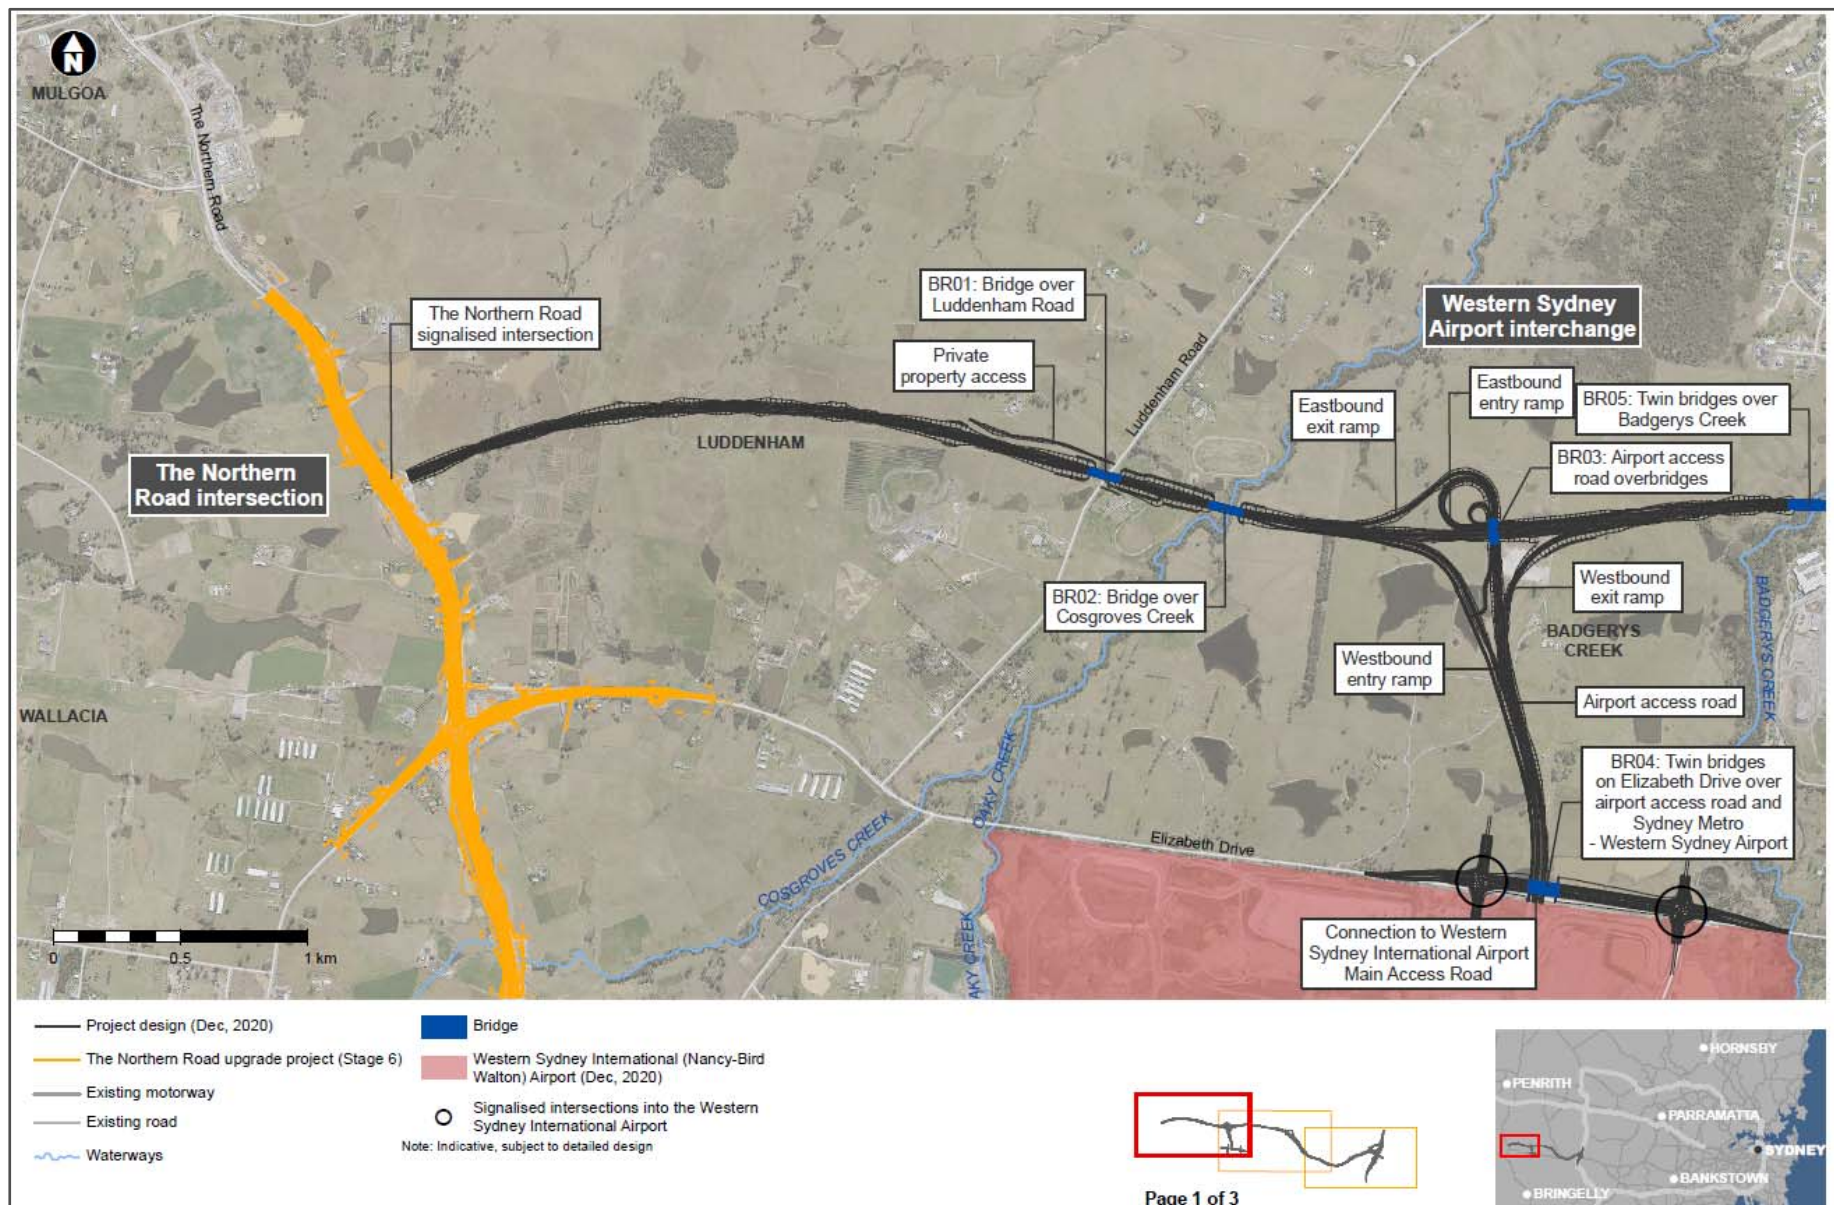 N
MULGOA
The Northern Road
The Northern Road
signalised intersection
The Northern
Road intersection
BR01: Bridge over
Luddenham Road
Private
property access
LUDDENHAM
Luddenham Road
Western Sydney
Airport interchange
Eastbound
exit ramp
Eastbound
entry ramp
BR05: Twin bridges over
Badgerys Creek
BR03: Airport access
road overbridges
BR02: Bridge over
Cosgroves Creek
Westbound
exit ramp
BADGERYS
CREEK
BADGERYS CREEK
Westbound
entry ramp
Airport access road
WALLACIA
BR04: Twin bridges
on Elizabeth Drive over
airport access road and
Sydney Metro
- Western Sydney Airport
OAKY CREEK
COSGROVES CREEK
Elizabeth Drive
AKY CREEK
Connection to Western
Sydney International Airport
Main Access Road
0 0.5 1 km
Project design (Dec, 2020)
The Northern Road upgrade project (Stage 6)
Existing motorway
Existing road
Waterways
Bridge
Western Sydney International (Nancy-Bird
Walton) Airport (Dec, 2020)
Signalised intersections into the Western
Sydney International Airport
Note: Indicative, subject to detailed design
Page 1 of 3
HORNSBY
PENRITH
PARRAMATTA
SYDNEY
BANKSTOWN
BRINGELLY